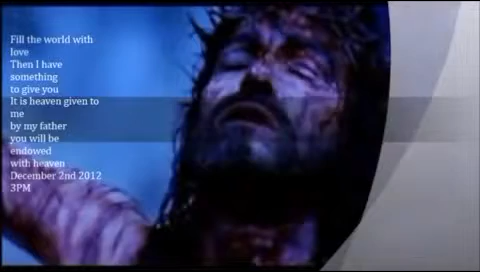 Fill the world with
love
Then I have
something
to give you
It is heaven given to
me
by my father
you will be
endowed
with heaven
December 2nd 2012
3PM